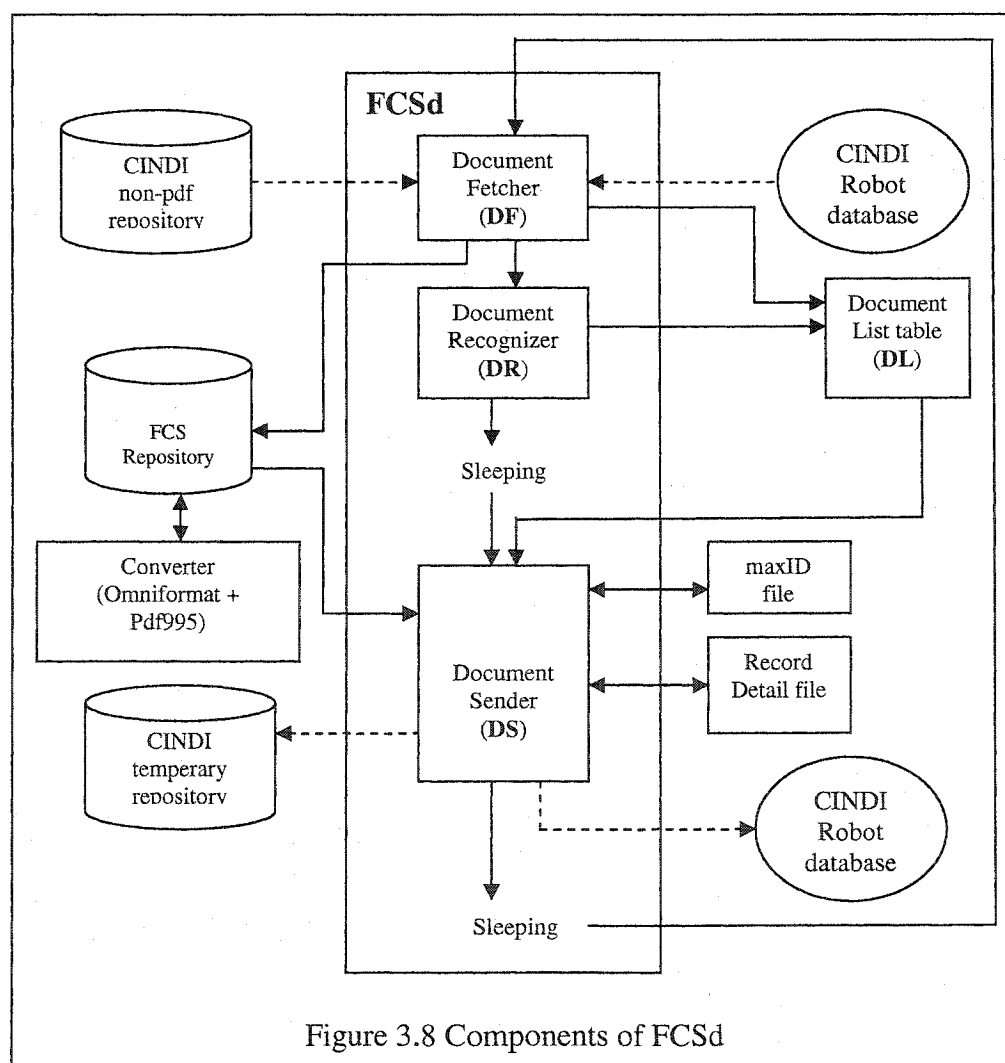 FCSd
CINDI
non-pdf
repository
Document
Fetcher
(DF)
CINDI
Robot
database
Document
Recognizer
(DR)
Document
List table
(DL)
FCS
Repository
Sleeping
Converter
(Omniformat +
Pdf995)
Document
Sender
(DS)
maxID
file
Record
Detail file
CINDI
temperary
repository
CINDI
Robot
database
Sleeping
Figure 3.8 Components of FCSd